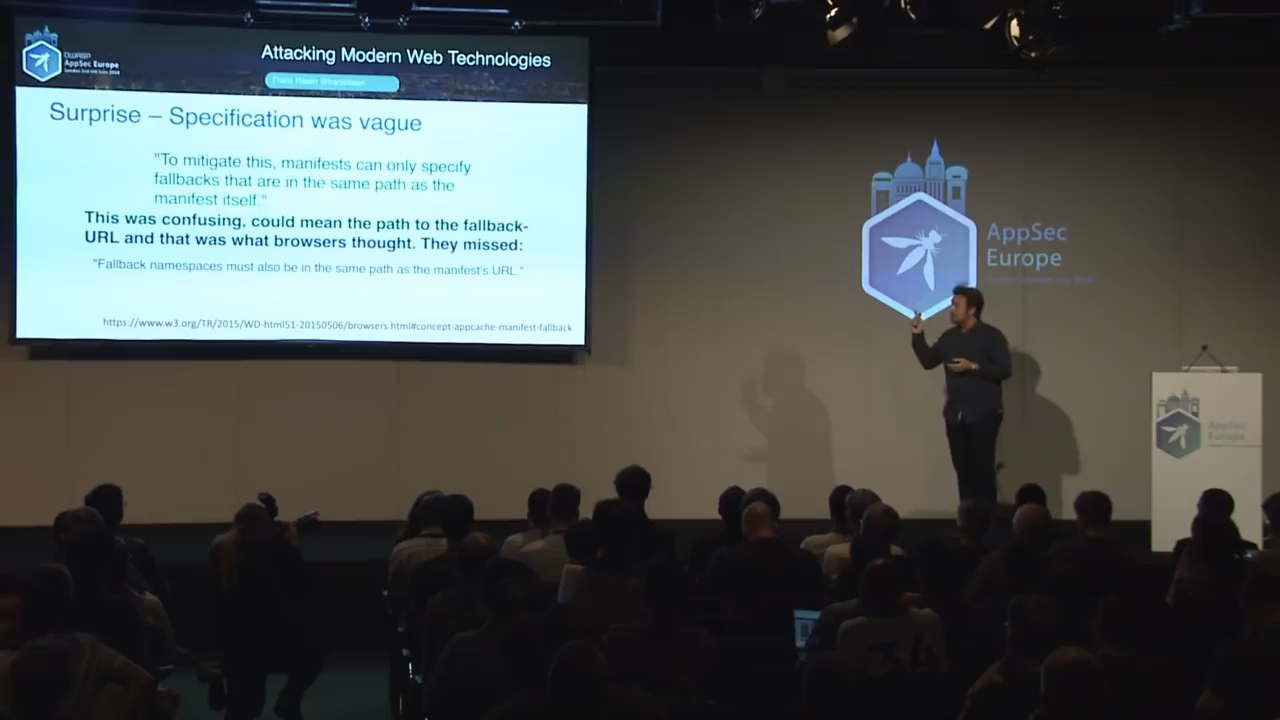 OWASP
AppSec Europe
Attacking Modern Web Technologies
Surprise – Specification was vague
"To mitigate this, manifests can only specify
fallbacks that are in the same path as the
manifest itself."
This was confusing, could mean the path to the fallback-
URL and that was what browsers thought. They missed:
"Fallback namespaces must also be in the same path as the manifest's URL."
https://www.w3.org/TR/2015/WD-html51-20150506/browsers.html#concept-appcache-manifest-fallback
AppSec
Europe
AppSec
Europe
34